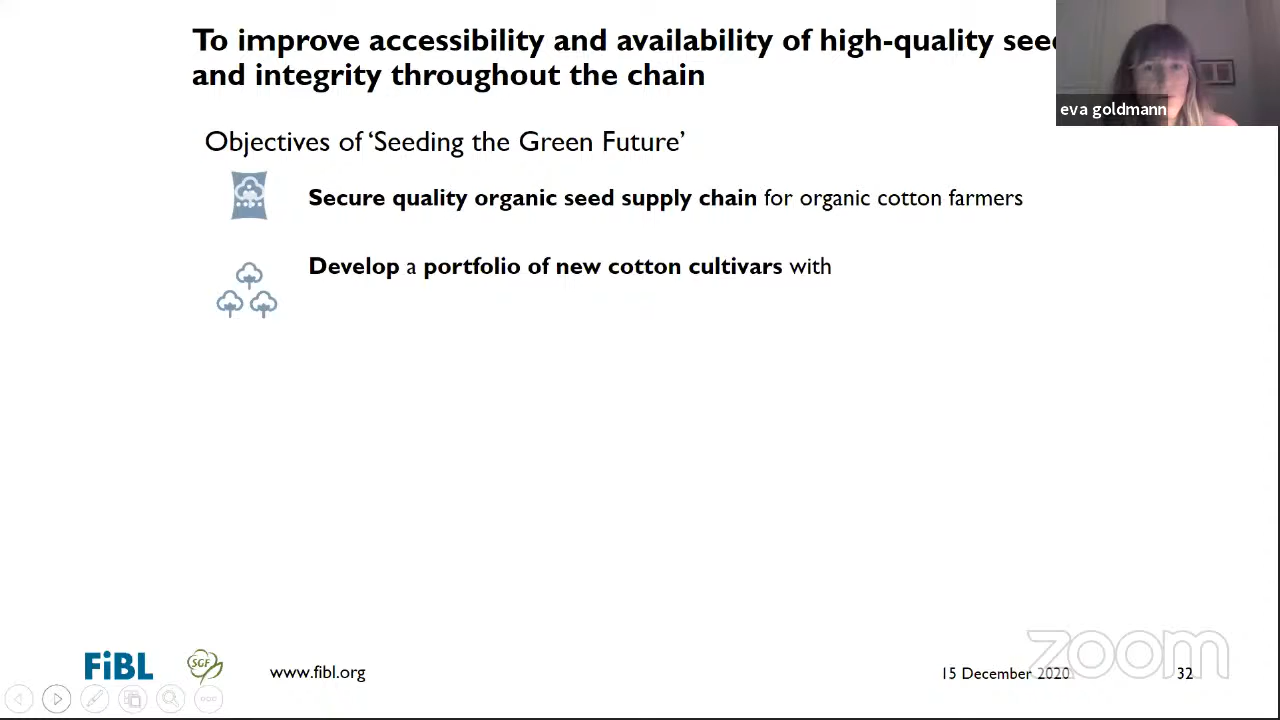 To improve accessibility and availability of high-quality
and integrity throughout the chain
eva goldmann
Objectives of ‘Seeding the Green Future’
Secure quality organic seed supply chain for organic cotton farmers
Develop a portfolio of new cotton cultivars with
FiBL
SGF
www.fibl.org
15 December 2020
32
zoom